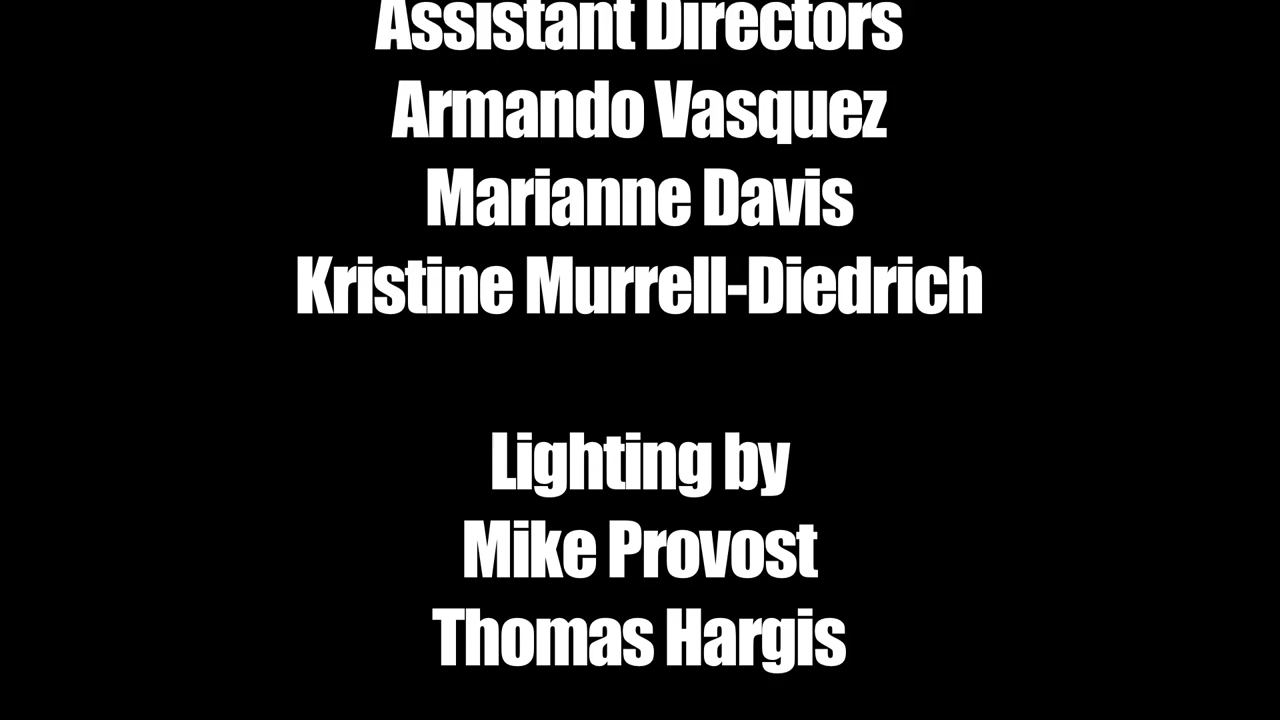 Assistant Directors
Armando Vasquez
Marianne Davis
Kristine Murrell-Diedrich
Lighting by
Mike Provost
Thomas Hargis